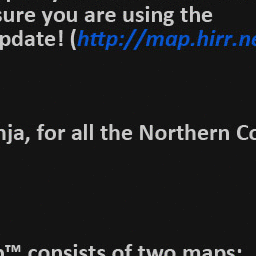 sure you are using the
pdate! (http://map.hirr.ne
nja, for all the Northern Co
™ consists of two maps: